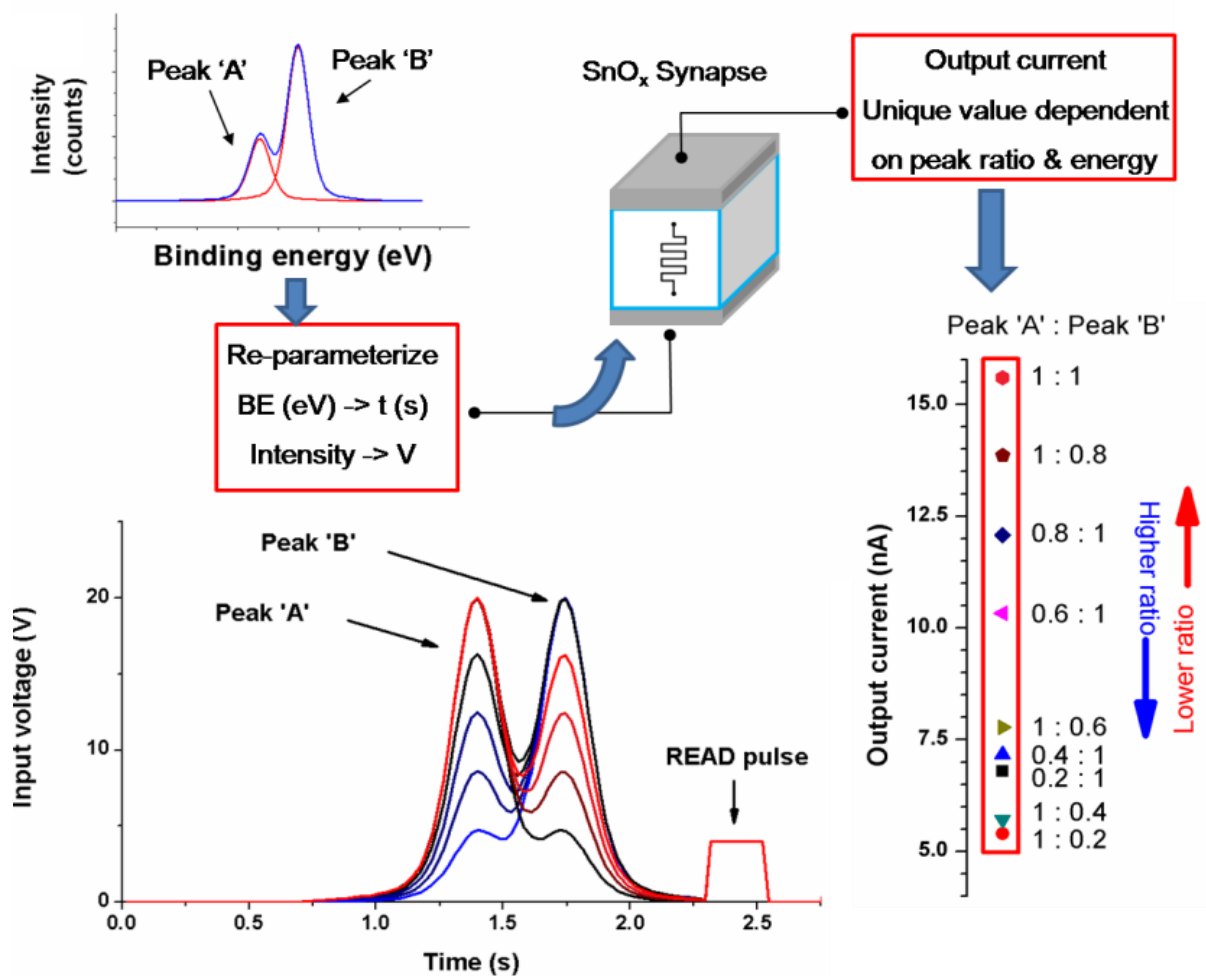 Peak ‘A’
Peak ‘B’
Intensity
(counts)
Binding energy (eV)
SnOₓ Synapse
Output current
Unique value dependent
on peak ratio & energy
Re-parameterize
BE (eV) -> t (s)
Intensity -> V
Peak 'A' : Peak 'B'
1 : 1
1 : 0.8
0.8 : 1
0.6 : 1
1 : 0.6
0.4 : 1
0.2 : 1
1 : 0.4
1 : 0.2
15.0
12.5
10.0
7.5
5.0
Output current (nA)
Higher ratio
Lower ratio
Peak 'B'
Peak 'A'
READ pulse
Input voltage (V)
20
10
0
0.0
0.5
1.0
1.5
2.0
2.5
Time (s)